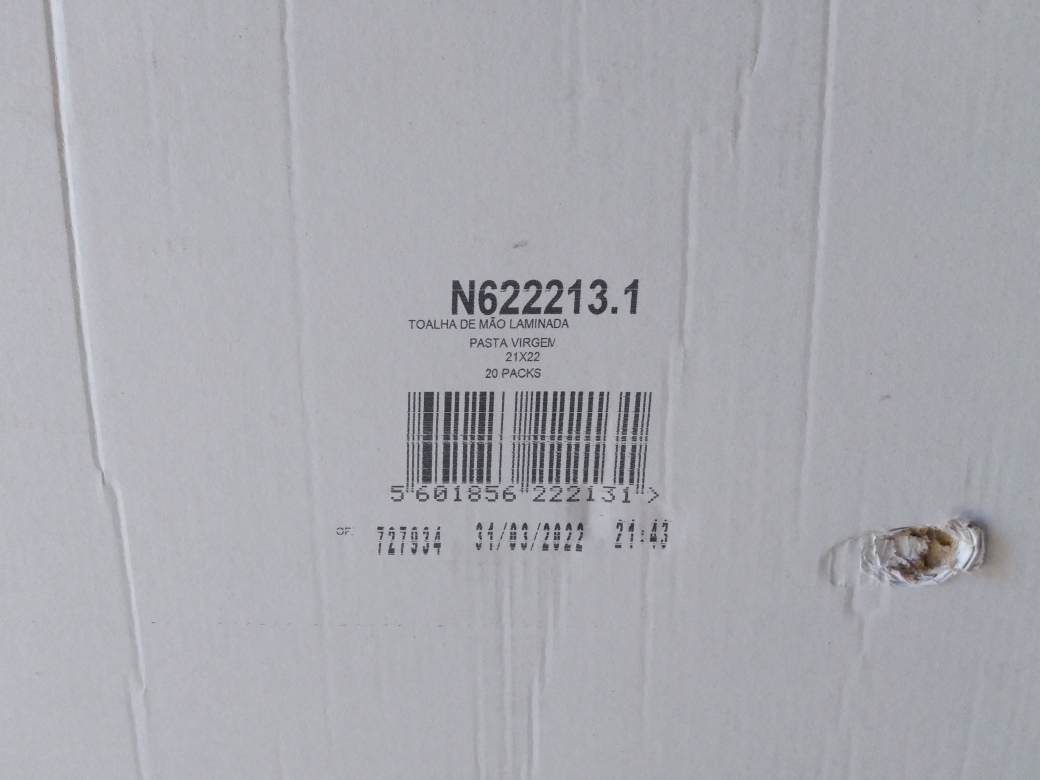 N622213.1
TOALHA DE MÃO LAMINADA
PASTA VIRGEM
21X22
20 PACKS
5 601856 222131 >
OF: 727934 31/03/2022 21:43